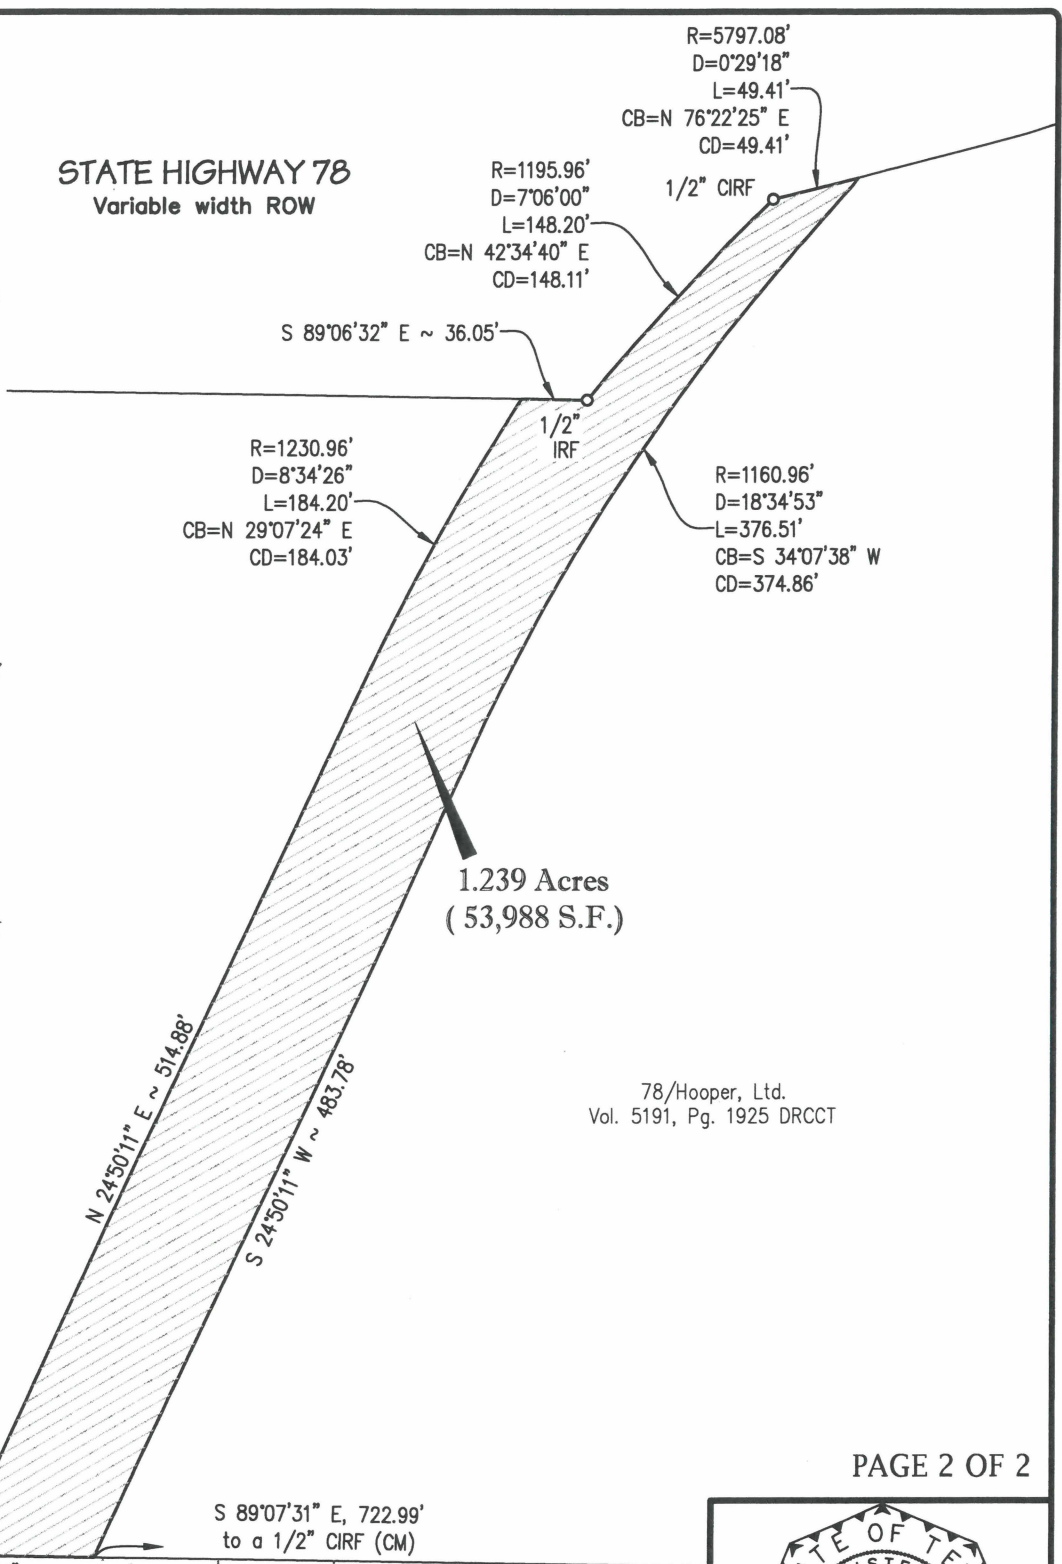 R=5797.08'
D=0°29'18"
L=49.41'
CB=N 76°22'25" E
CD=49.41'
STATE HIGHWAY 78
Variable width ROW
R=1195.96'
D=7°06'00"
L=148.20'
CB=N 42°34'40" E
CD=148.11'
1/2" CIRF
S 89°06'32" E ~ 36.05'
1/2"
IRF
R=1230.96'
D=8°34'26"
L=184.20'
CB=N 29°07'24" E
CD=184.03'
R=1160.96'
D=18°34'53"
L=376.51'
CB=S 34°07'38" W
CD=374.86'
1.239 Acres
( 53,988 S.F.)
N 24°50'11" E ~ 514.88'
S 24°50'11" W ~ 483.78'
78/Hooper, Ltd.
Vol. 5191, Pg. 1925 DRCCT
PAGE 2 OF 2
S 89°07'31" E, 722.99'
to a 1/2" CIRF (CM)
TE OF TE